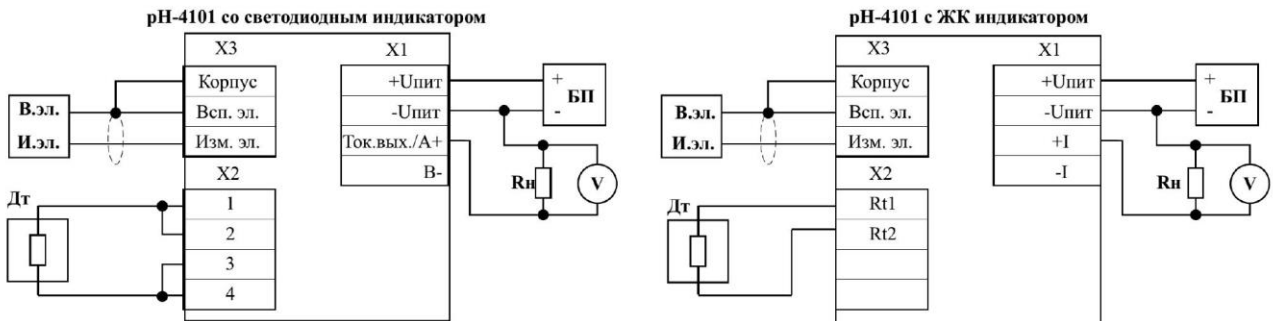 рН-4101 со светодиодным индикатором
X3
X1
Корпус
Всп. эл.
Изм. эл.
+Uпит
-Uпит
Ток.вых./А+
В-
В.эл.
И.эл.
+
-
БП
Rн
V
X2
1
2
3
4
Дт
рН-4101 с ЖК индикатором
X3
X1
Корпус
Всп. эл.
Изм. эл.
+Uпит
-Uпит
+I
-I
В.эл.
И.эл.
+
-
БП
Rн
V
X2
Rt1
Rt2
Дт